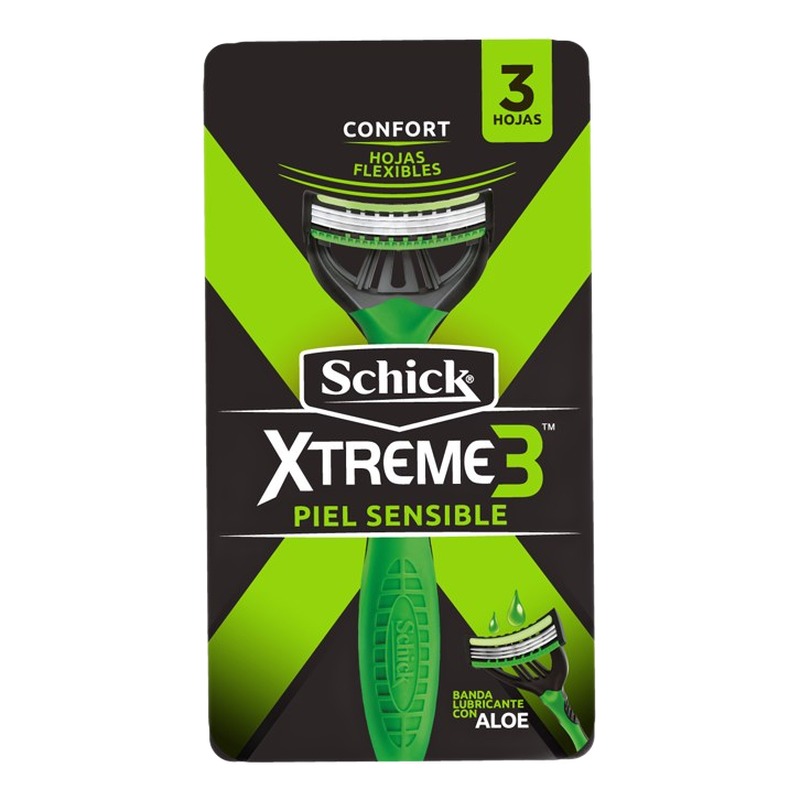 3
HOJAS
CONFORT
HOJAS
FLEXIBLES
Schick®
XTREME3™
PIEL SENSIBLE
Schick
BANDA
LUBRICANTE
CON ALOE